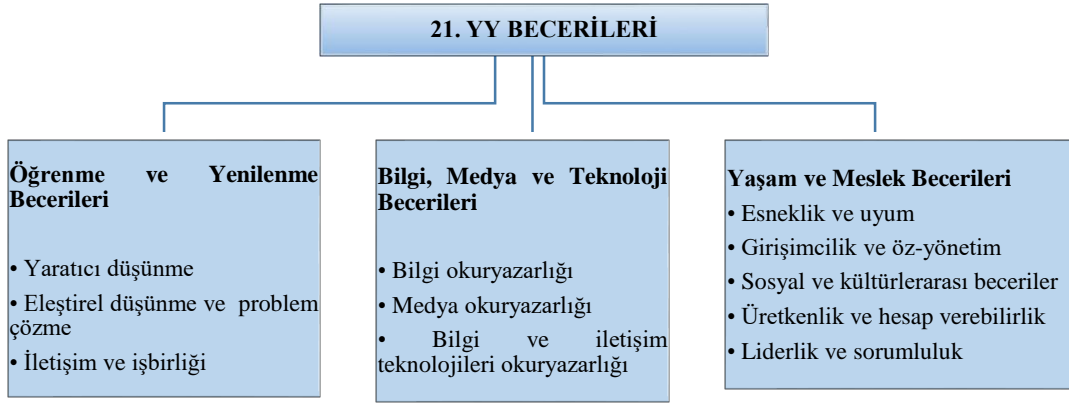 21. YY BECERİLERİ
Öğrenme ve Yenilenme
Becerileri
• Yaratıcı düşünme
• Eleştirel düşünme ve problem
çözme
• İletişim ve işbirliği
Bilgi, Medya ve Teknoloji
Becerileri
• Bilgi okuryazarlığı
• Medya okuryazarlığı
• Bilgi ve iletişim
teknolojileri okuryazarlığı
Yaşam ve Meslek Becerileri
• Esneklik ve uyum
• Girişimcilik ve öz-yönetim
• Sosyal ve kültürlerarası beceriler
• Üretkenlik ve hesap verebilirlik
• Liderlik ve sorumluluk